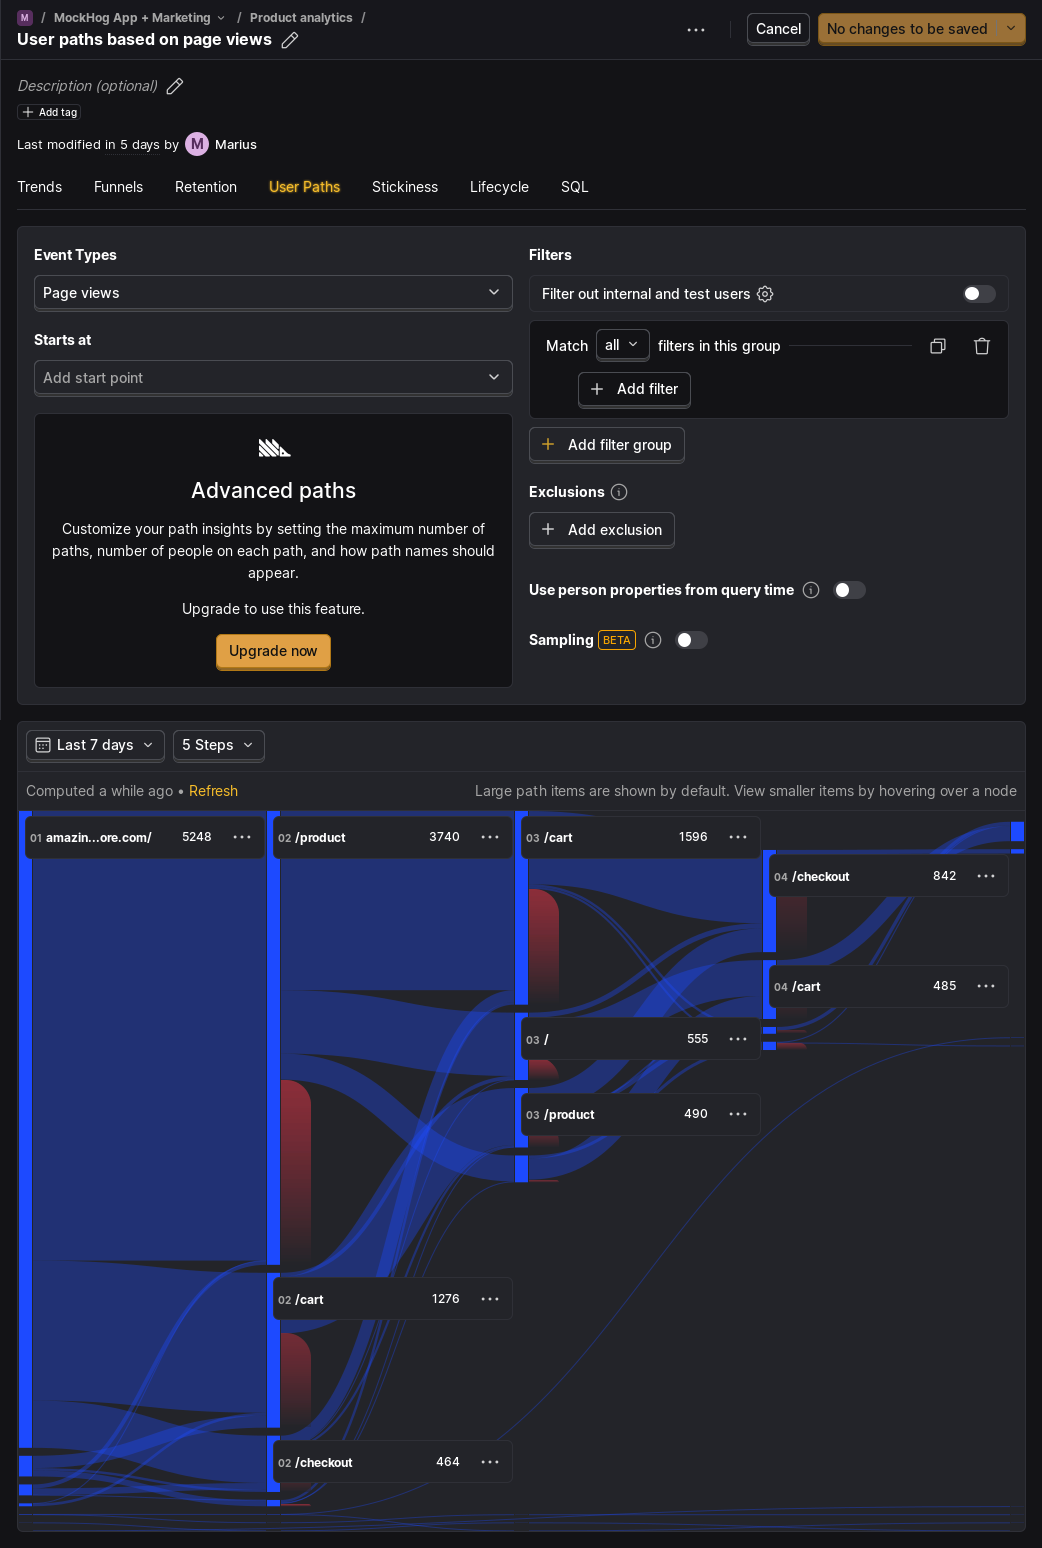 M / MockHog App + Marketing / Product analytics /
User paths based on page views
Cancel
No changes to be saved
Description (optional)
Add tag
Last modified in 5 days by M Marius
Trends Funnels Retention User Paths Stickiness Lifecycle SQL
Event Types
Page views
Starts at
Add start point
Advanced paths
Customize your path insights by setting the maximum number of
paths, number of people on each path, and how path names should
appear.
Upgrade to use this feature.
Upgrade now
Filters
Filter out internal and test users
Match all filters in this group
Add filter
Add filter group
Exclusions
Add exclusion
Use person properties from query time
Sampling BETA
Last 7 days 5 Steps
Computed a while ago • Refresh
Large path items are shown by default. View smaller items by hovering over a node
01 amazin...ore.com/ 5248
02 /product 3740
03 /cart 1596
04 /checkout 842
04 /cart 485
03 / 555
03 /product 490
02 /cart 1276
02 /checkout 464